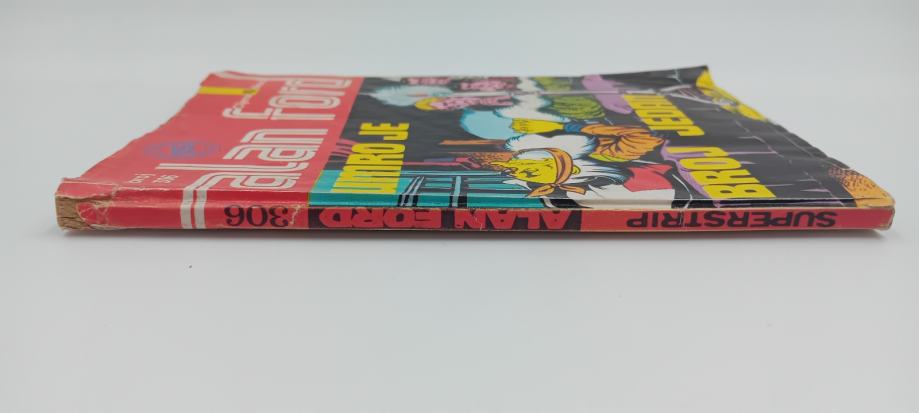 alan ford
UMRO JE
BROJ JEDAN
306
ALAN FORD
SUPERSTRIP